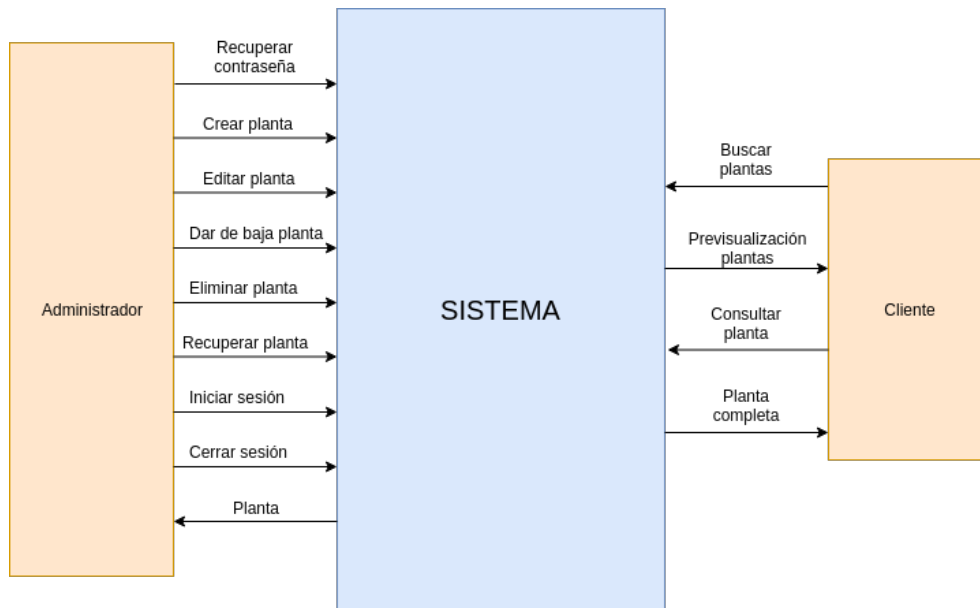 Recuperar
contraseña
Crear planta
Editar planta
Dar de baja planta
Eliminar planta
Recuperar planta
Iniciar sesión
Cerrar sesión
Planta
Administrador
SISTEMA
Buscar
plantas
Previsualización
plantas
Consultar
planta
Planta
completa
Cliente